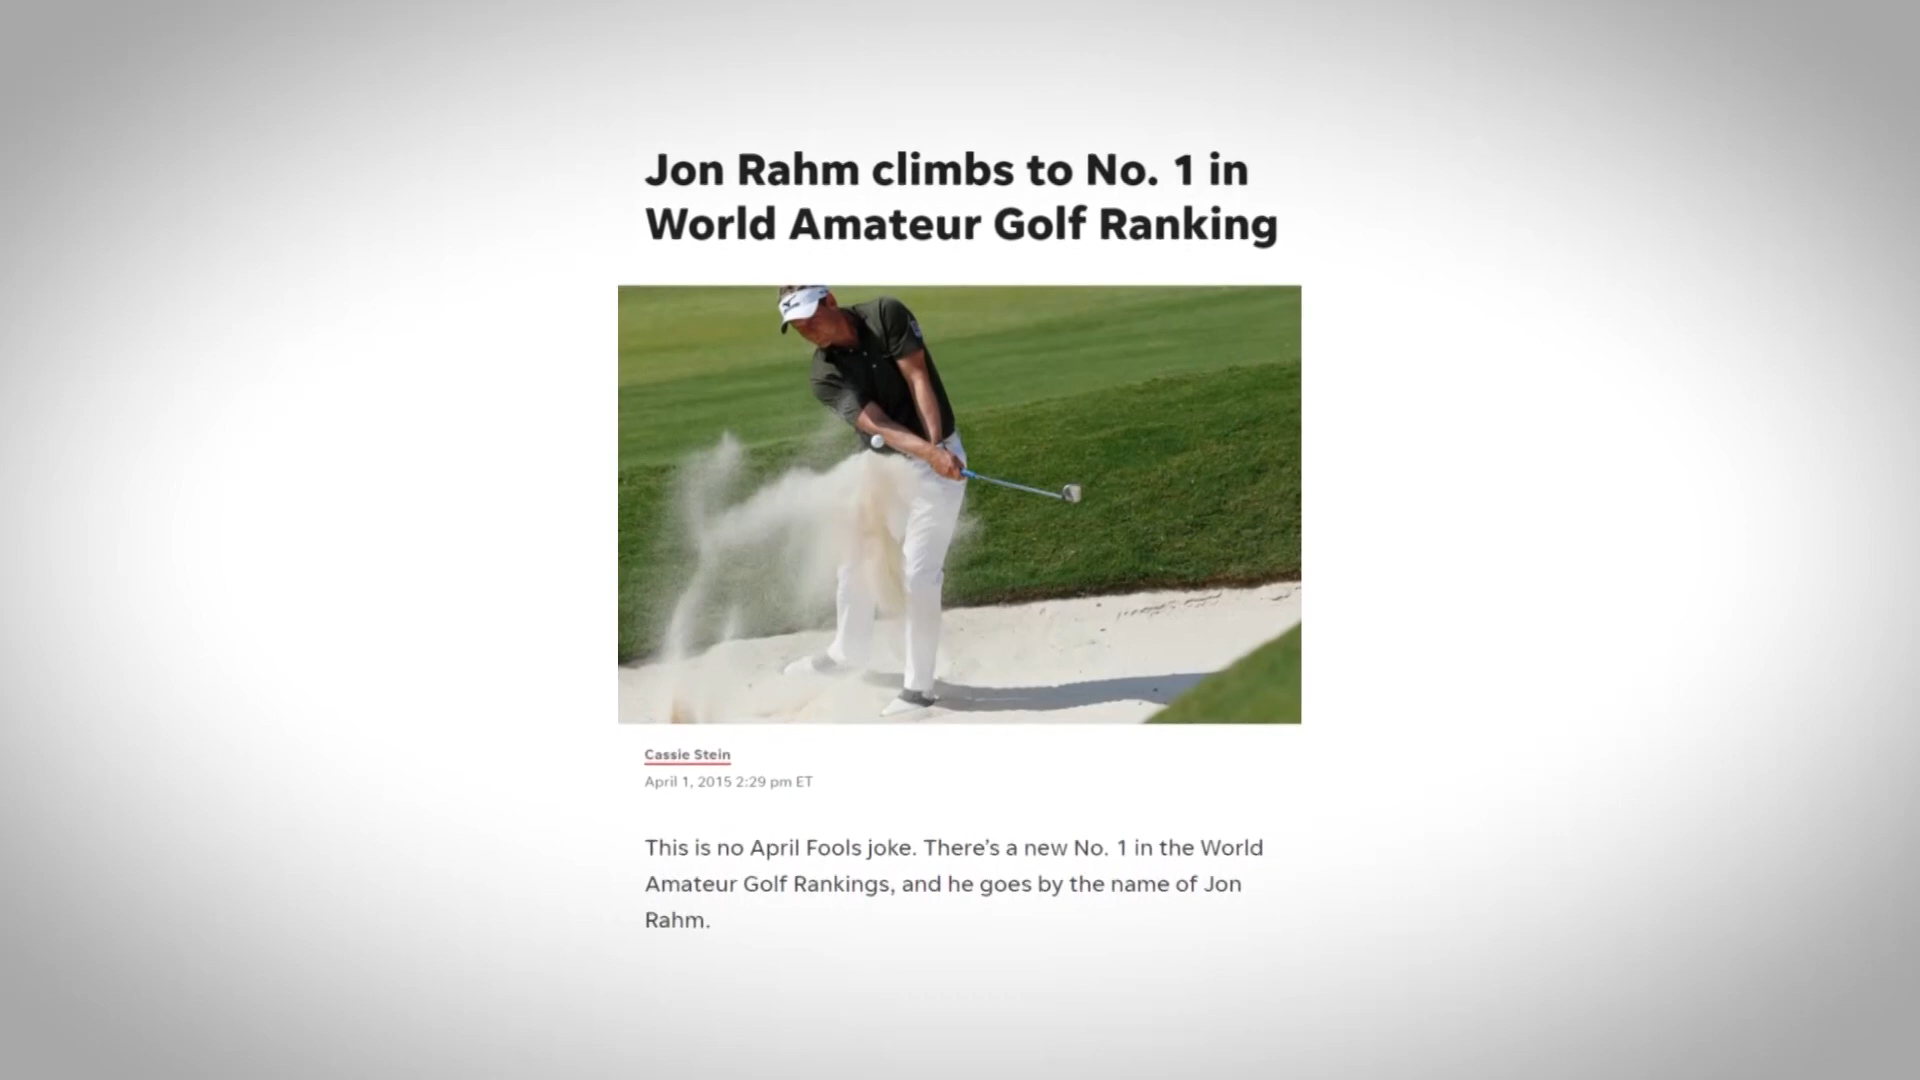 Jon Rahm climbs to No. 1 in
World Amateur Golf Ranking
Cassie Stein
April 1, 2015 2:29 pm ET
This is no April Fools joke. There's a new No. 1 in the World
Amateur Golf Rankings, and he goes by the name of Jon
Rahm.